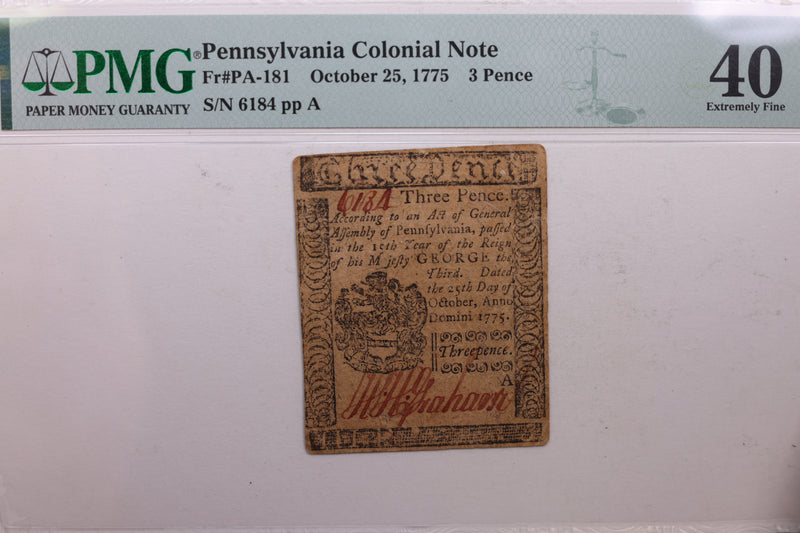 PMG®
PAPER MONEY GUARANTY
Pennsylvania Colonial Note
Fr#PA-181 October 25, 1775 3 Pence
S/N 6184 pp A
40
Extremely Fine
Three Pence
6184 Three Pence.
According to an Act of General
Aſſembly of Pennſylvania, paſſed
in the 15th Year of the Reign
of his M jeſty GEORGE the
Third. Dated
the 25th Day of
October, Anno
Domini 1775.
Threepence.
A
Graham